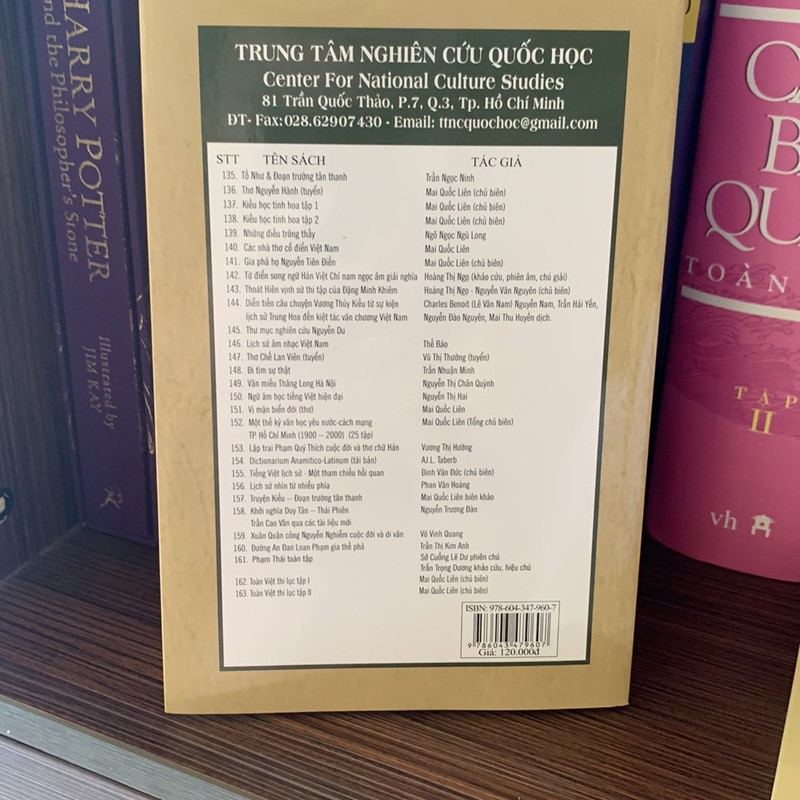 HARRY POTTER
and the Philosopher's Stone
Illustrated by
JIM KAY
TRUNG TÂM NGHIÊN CỨU QUỐC HỌC
Center For National Culture Studies
81 Trần Quốc Thảo, P.7, Q.3, Tp. Hồ Chí Minh
ĐT- Fax:028.62907430 - Email: ttncquochoc@gmail.com
STT TÊN SÁCH TÁC GIẢ
135. Tố Như & Đoạn trường tân thanh Trần Ngọc Ninh
136. Thơ Nguyễn Hành (tuyển) Mai Quốc Liên (chủ biên)
137. Kiều học tinh hoa tập 1 Mai Quốc Liên (chủ biên)
138. Kiều học tinh hoa tập 2 Mai Quốc Liên (chủ biên)
139. Những điều trông thấy Ngô Ngọc Ngũ Long
140. Các nhà thơ cổ điển Việt Nam Mai Quốc Liên
141. Gia phả họ Nguyễn Tiên Điền Mai Quốc Liên (chủ biên)
142. Từ điển song ngữ Hán Việt Chỉ nam ngọc âm giải nghĩa Hoàng Thị Ngọ (khảo cứu, phiên âm, chú giải)
143. Thoát Hiên vịnh sử thi tập của Đặng Minh Khiêm Hoàng Thị Ngọ - Nguyễn Văn Nguyên (chủ biên)
144. Diễn tiến câu chuyện Vương Thúy Kiều từ sự kiện Charles Benoit (Lê Vân Nam) Nguyễn Nam, Trần Hải Yến,
lịch sử Trung Hoa đến kiệt tác văn chương Việt Nam Nguyễn Đào Nguyên, Mai Thu Huyền dịch.
145. Thư mục nghiên cứu Nguyễn Du
146. Lịch sử âm nhạc Việt Nam Thế Bảo
147. Thơ Chế Lan Viên (tuyển) Vũ Thị Thường (tuyển)
148. Đi tìm sự thật Trần Nhuận Minh
149. Văn miếu Thăng Long Hà Nội Nguyễn Thị Chân Quỳnh
150. Ngữ âm học tiếng Việt hiện đại Nguyễn Thị Hai
151. Vị mặn biển đời (thơ) Mai Quốc Liên
152. Một thế kỷ văn học yêu nước-cách mạng Mai Quốc Liên (Tổng chủ biên)
TP. Hồ Chí Minh (1900 – 2000) (25 tập)
153. Lập trai Phạm Quý Thích cuộc đời và thơ chữ Hán Vương Thị Hường
154. Dictionarium Anamitico-Latinum (tái bản) AJ.L. Taberb
155. Tiếng Việt lịch sử - Một tham chiếu hồi quan Đinh Văn Đức (chủ biên)
156. Lịch sử nhìn từ nhiều phía Phan Văn Hoàng
157. Truyện Kiều – Đoạn trường tân thanh Mai Quốc Liên biên khảo
158. Khởi nghĩa Duy Tân – Thái Phiên Nguyễn Trương Đàn
Trần Cao Vân qua các tài liệu mới
159. Xuân Quận công Nguyễn Nghiễm cuộc đời và di văn Võ Vinh Quang
160. Đường An Đan Loan Phạm gia thế phả Trần Thị Kim Anh
161. Phạm Thái toàn tập Sở Cuồng Lê Dư phiên chú
Trần Trọng Dương khảo cứu, hiệu chú
162. Toàn Việt thi lục tập I Mai Quốc Liên (chủ biên)
163. Toàn Việt thi lục tập II Mai Quốc Liên (chủ biên)
ISBN: 978-604-347-960-7
9 786043 479607
Giá: 120.000đ
TOÀN
TẬP
II
vh